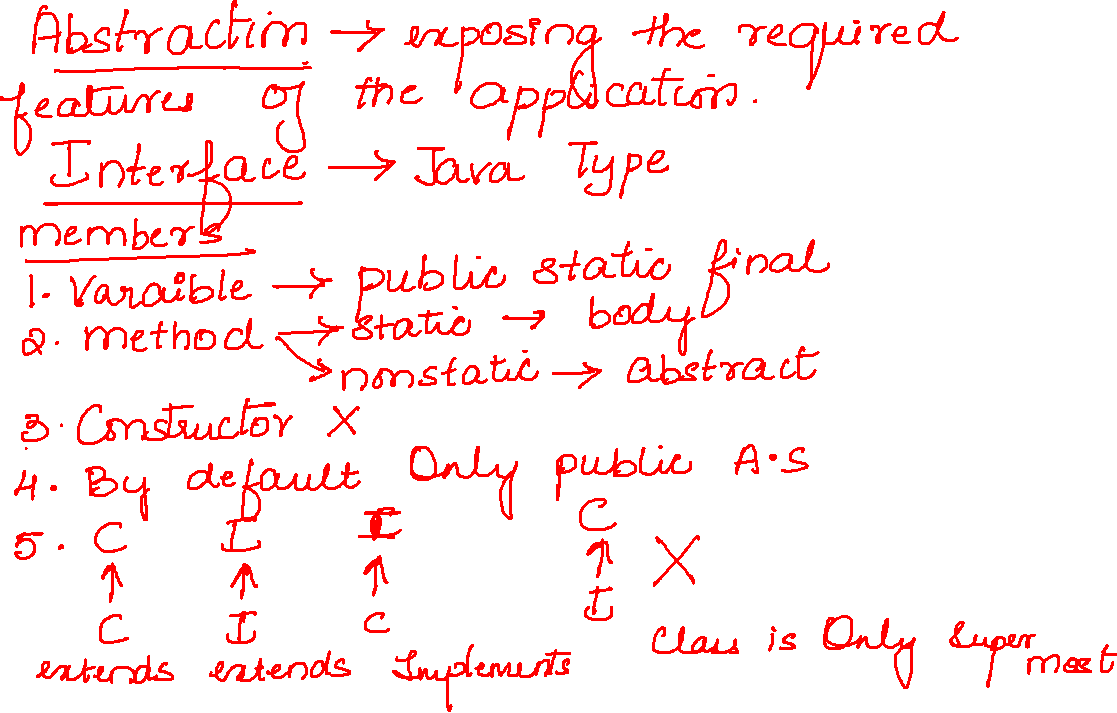 Abstraction → exposing the required
features of the application.
Interface → Java Type
members
1. Varaible → public static final
2. method → static → body
→ nonstatic → abstract
3. Constructor X
4. By default Only public A.S
5. C I I C
↑ ↑ ↑ ↑ X
C I C I
extends extends Implements Class is Only Super most